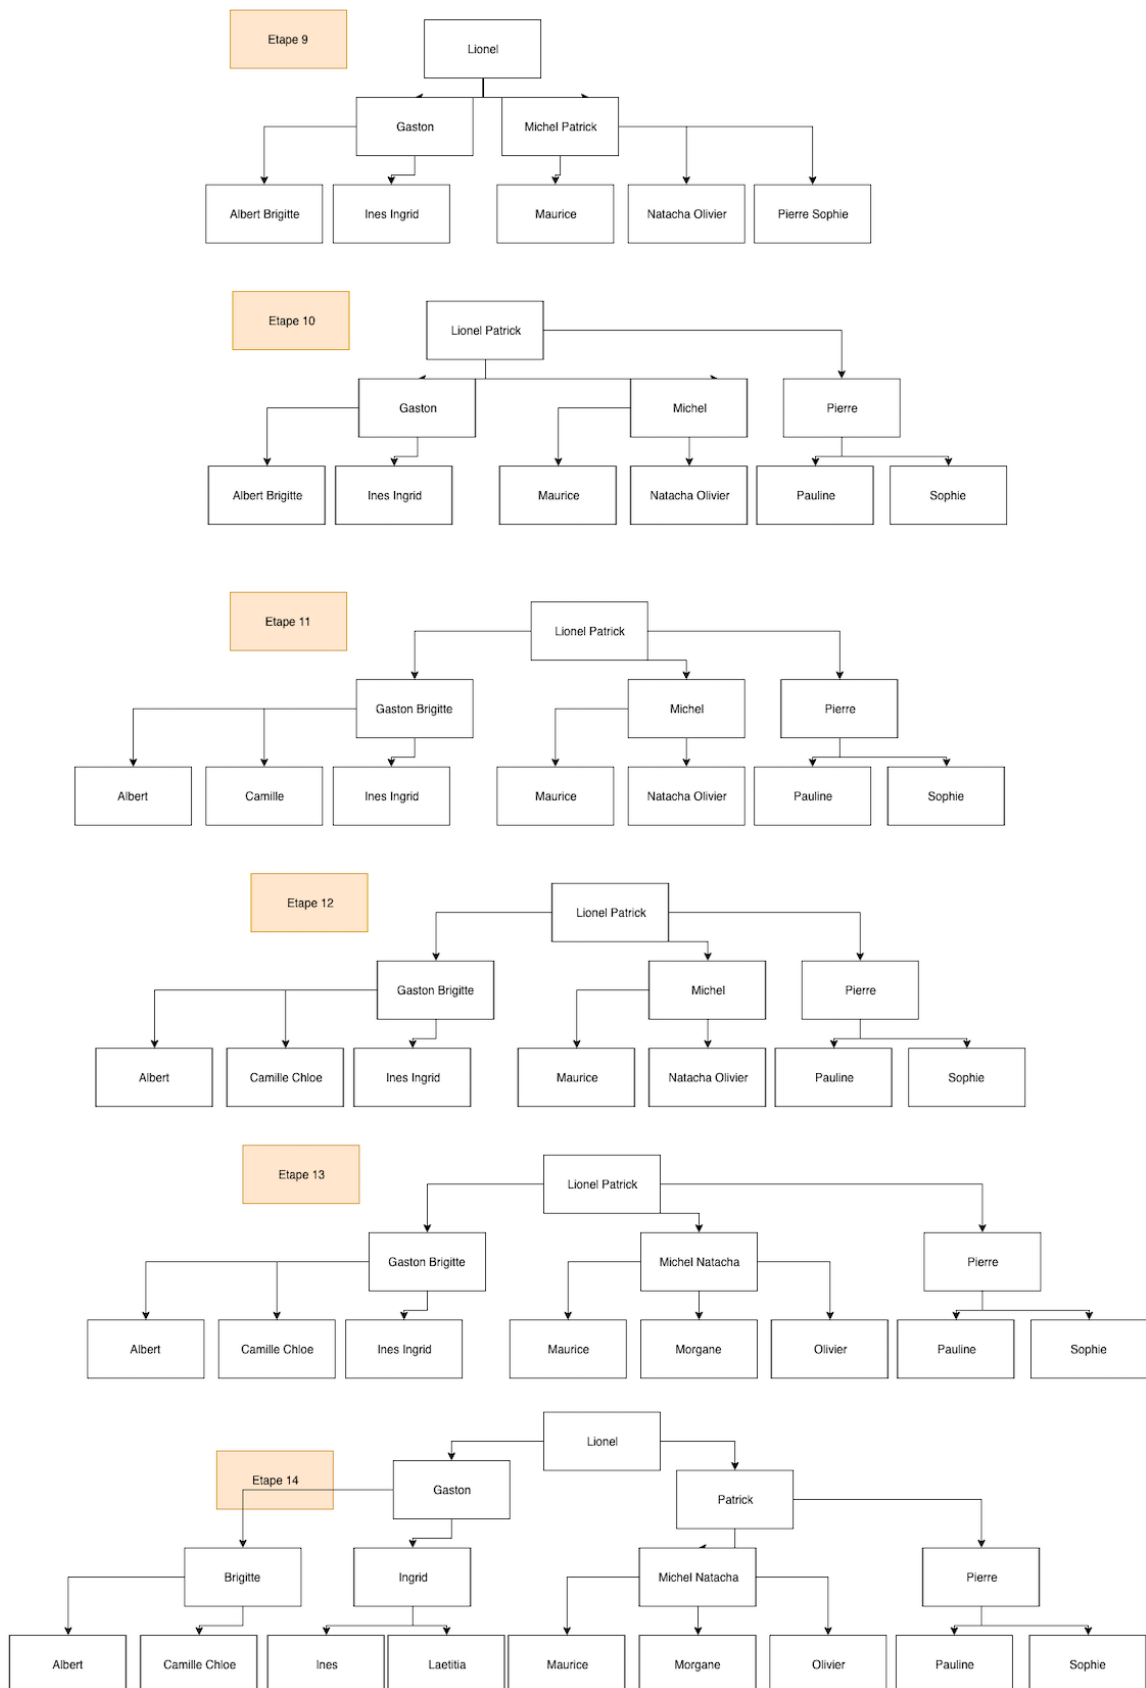 Etape 9
Lionel
Gaston
Michel Patrick
Albert Brigitte
Ines Ingrid
Maurice
Natacha Olivier
Pierre Sophie
Etape 10
Lionel Patrick
Gaston
Michel
Pierre
Albert Brigitte
Ines Ingrid
Maurice
Natacha Olivier
Pauline
Sophie
Etape 11
Lionel Patrick
Gaston Brigitte
Michel
Pierre
Albert
Camille
Ines Ingrid
Maurice
Natacha Olivier
Pauline
Sophie
Etape 12
Lionel Patrick
Gaston Brigitte
Michel
Pierre
Albert
Camille Chloe
Ines Ingrid
Maurice
Natacha Olivier
Pauline
Sophie
Etape 13
Lionel Patrick
Gaston Brigitte
Michel Natacha
Pierre
Albert
Camille Chloe
Ines Ingrid
Maurice
Morgane
Olivier
Pauline
Sophie
Lionel
Etape 14
Gaston
Patrick
Brigitte
Ingrid
Michel Natacha
Pierre
Albert
Camille Chloe
Ines
Laetitia
Maurice
Morgane
Olivier
Pauline
Sophie